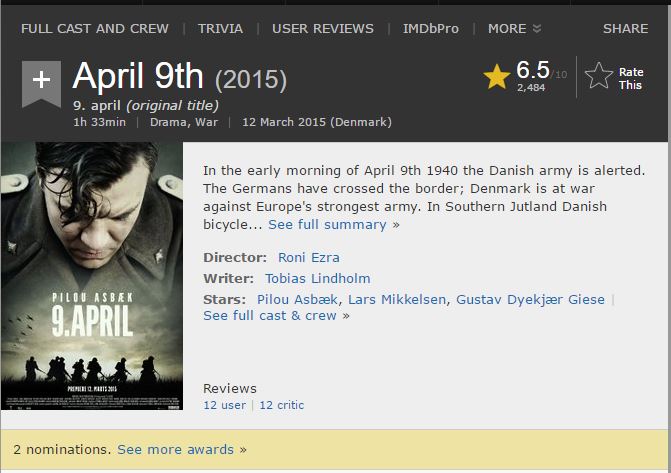 FULL CAST AND CREW | TRIVIA | USER REVIEWS | IMDbPro | MORE SHARE
+ April 9th (2015)
9. april (original title)
1h 33min | Drama, War | 12 March 2015 (Denmark)
6.5/10
2,484
Rate
This
PILOU ASBÆK
9.APRIL
PREMIERE 12. MARTS 2015
In the early morning of April 9th 1940 the Danish army is alerted.
The Germans have crossed the border; Denmark is at war
against Europe's strongest army. In Southern Jutland Danish
bicycle... See full summary »
Director: Roni Ezra
Writer: Tobias Lindholm
Stars: Pilou Asbæk, Lars Mikkelsen, Gustav Dyekjær Giese |
See full cast & crew »
Reviews
12 user | 12 critic
2 nominations. See more awards »